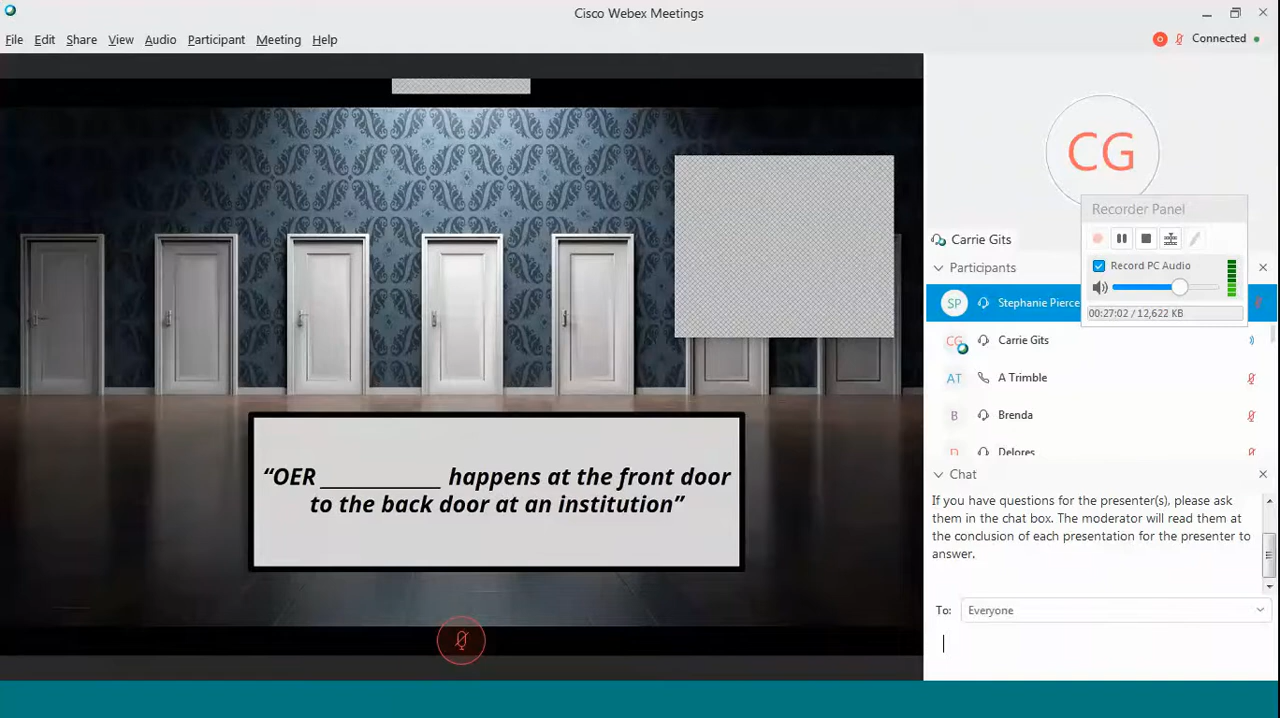 Cisco Webex Meetings
File Edit Share View Audio Participant Meeting Help
Connected
CG
Recorder Panel
Carrie Gits
Record PC Audio
Participants
SP Stephanie Pierce
00:27:02 / 12,622 KB
CG Carrie Gits
AT A Trimble
B Brenda
D Delores
“OER ____________ happens at the front door
to the back door at an institution”
Chat
If you have questions for the presenter(s), please ask
them in the chat box. The moderator will read them at
the conclusion of each presentation for the presenter to
answer.
To: Everyone